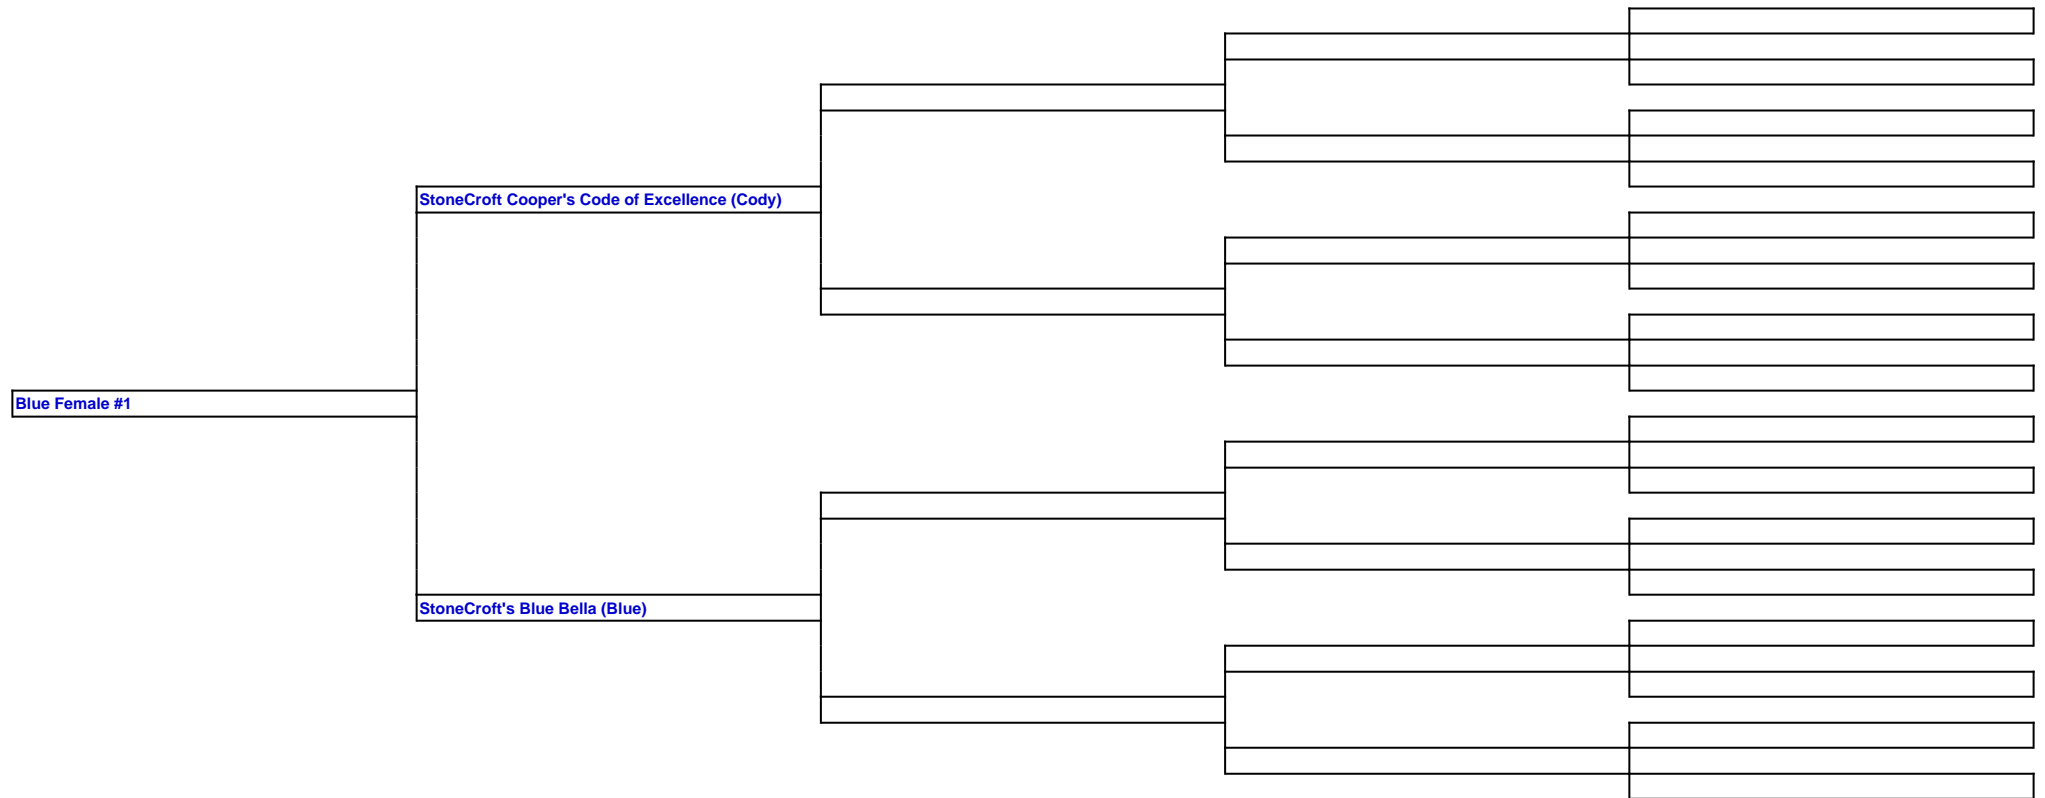 StoneCroft Cooper's Code of Excellence (Cody)
Blue Female #1
StoneCroft's Blue Bella (Blue)